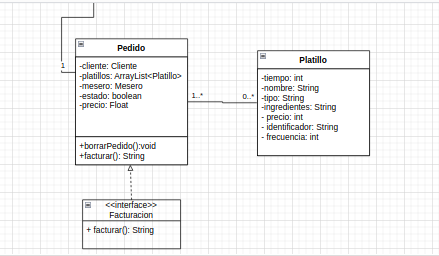 1
Pedido
-cliente: Cliente
-platillos: ArrayList<Platillo>
-mesero: Mesero
-estado: boolean
-precio: Float
+borrarPedido():void
+facturar(): String
1..*
0..*
Platillo
-tiempo: int
-nombre: String
-tipo: String
-ingredientes: String
- precio: int
- identificador: String
- frecuencia: int
<<interface>>
Facturacion
+ facturar(): String